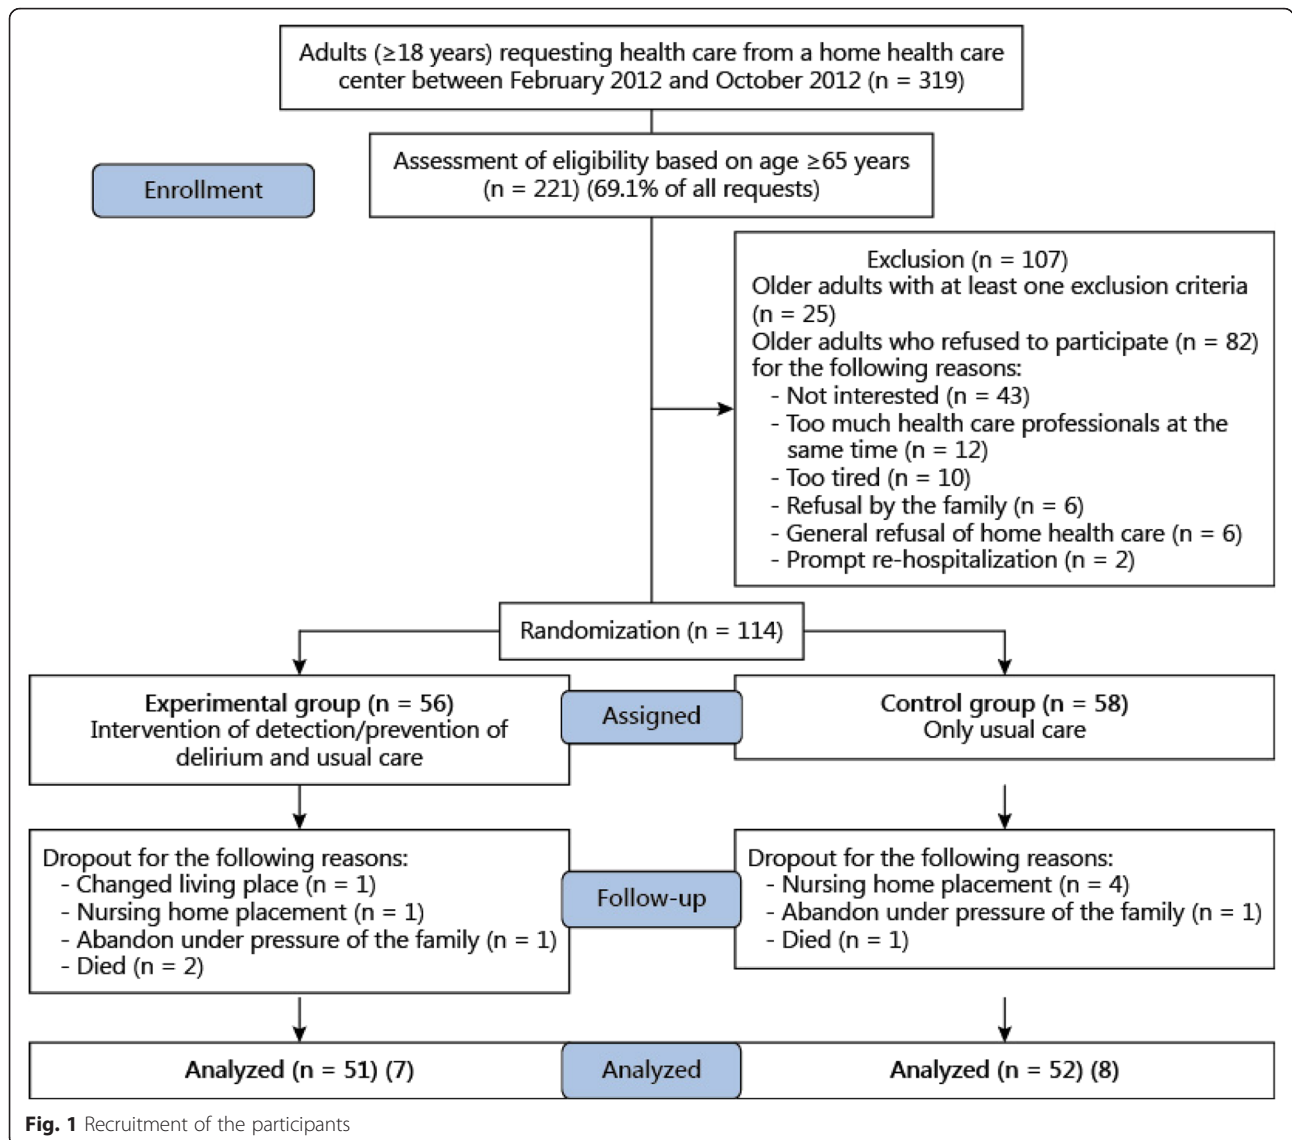 Adults (≥18 years) requesting health care from a home health care
center between February 2012 and October 2012 (n = 319)
Enrollment
Assessment of eligibility based on age ≥65 years
(n = 221) (69.1% of all requests)
Exclusion (n = 107)
Older adults with at least one exclusion criteria
(n = 25)
Older adults who refused to participate (n = 82)
for the following reasons:
- Not interested (n = 43)
- Too much health care professionals at the
same time (n = 12)
- Too tired (n = 10)
- Refusal by the family (n = 6)
- General refusal of home health care (n = 6)
- Prompt re-hospitalization (n = 2)
Randomization (n = 114)
Experimental group (n = 56)
Intervention of detection/prevention of
delirium and usual care
Assigned
Control group (n = 58)
Only usual care
Dropout for the following reasons:
- Changed living place (n = 1)
- Nursing home placement (n = 1)
- Abandon under pressure of the family (n = 1)
- Died (n = 2)
Follow-up
Dropout for the following reasons:
- Nursing home placement (n = 4)
- Abandon under pressure of the family (n = 1)
- Died (n = 1)
Analyzed (n = 51) (7)
Analyzed
Analyzed (n = 52) (8)
Fig. 1 Recruitment of the participants